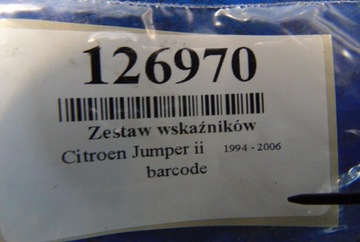 126970
Zestaw wskaźników
Citroen Jumper ii 1994 - 2006
barcode